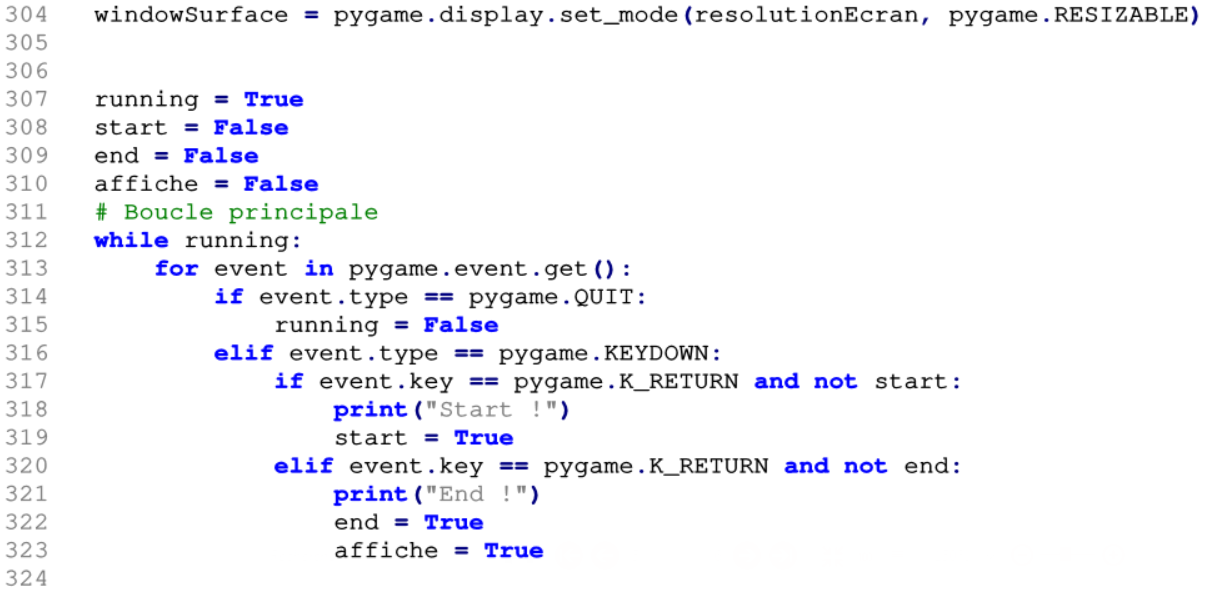 304 windowSurface = pygame.display.set_mode(resolutionEcran, pygame.RESIZABLE)
305
306
307 running = True
308 start = False
309 end = False
310 affiche = False
311 # Boucle principale
312 while running:
313     for event in pygame.event.get():
314         if event.type == pygame.QUIT:
315             running = False
316         elif event.type == pygame.KEYDOWN:
317             if event.key == pygame.K_RETURN and not start:
318                 print("Start !")
319                 start = True
320             elif event.key == pygame.K_RETURN and not end:
321                 print("End !")
322                 end = True
323                 affiche = True
324